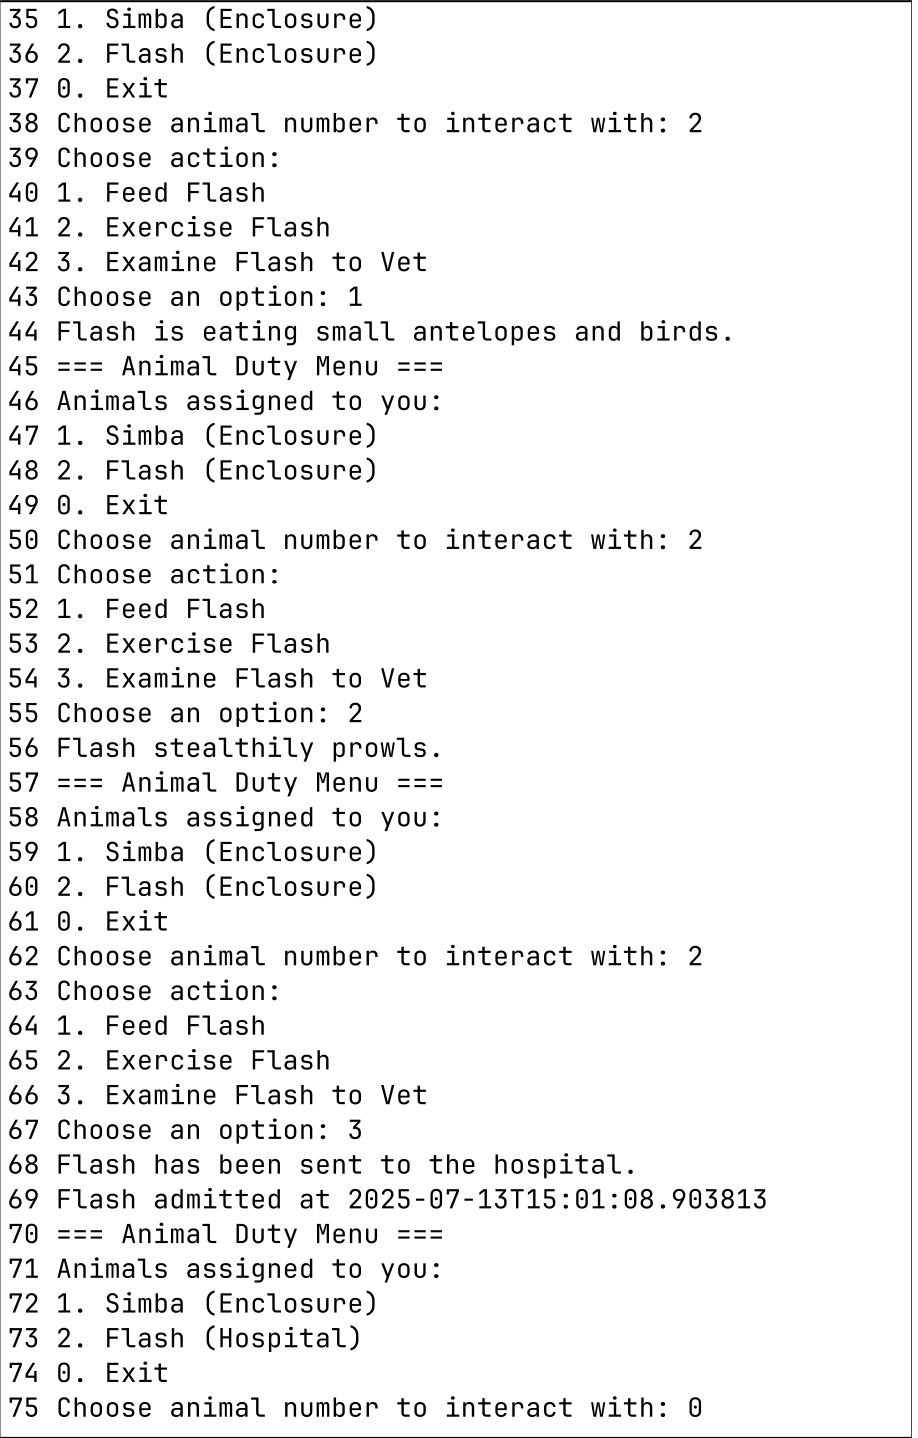 35 1. Simba (Enclosure)
36 2. Flash (Enclosure)
37 0. Exit
38 Choose animal number to interact with: 2
39 Choose action:
40 1. Feed Flash
41 2. Exercise Flash
42 3. Examine Flash to Vet
43 Choose an option: 1
44 Flash is eating small antelopes and birds.
45 === Animal Duty Menu ===
46 Animals assigned to you:
47 1. Simba (Enclosure)
48 2. Flash (Enclosure)
49 0. Exit
50 Choose animal number to interact with: 2
51 Choose action:
52 1. Feed Flash
53 2. Exercise Flash
54 3. Examine Flash to Vet
55 Choose an option: 2
56 Flash stealthily prowls.
57 === Animal Duty Menu ===
58 Animals assigned to you:
59 1. Simba (Enclosure)
60 2. Flash (Enclosure)
61 0. Exit
62 Choose animal number to interact with: 2
63 Choose action:
64 1. Feed Flash
65 2. Exercise Flash
66 3. Examine Flash to Vet
67 Choose an option: 3
68 Flash has been sent to the hospital.
69 Flash admitted at 2025-07-13T15:01:08.903813
70 === Animal Duty Menu ===
71 Animals assigned to you:
72 1. Simba (Enclosure)
73 2. Flash (Hospital)
74 0. Exit
75 Choose animal number to interact with: 0